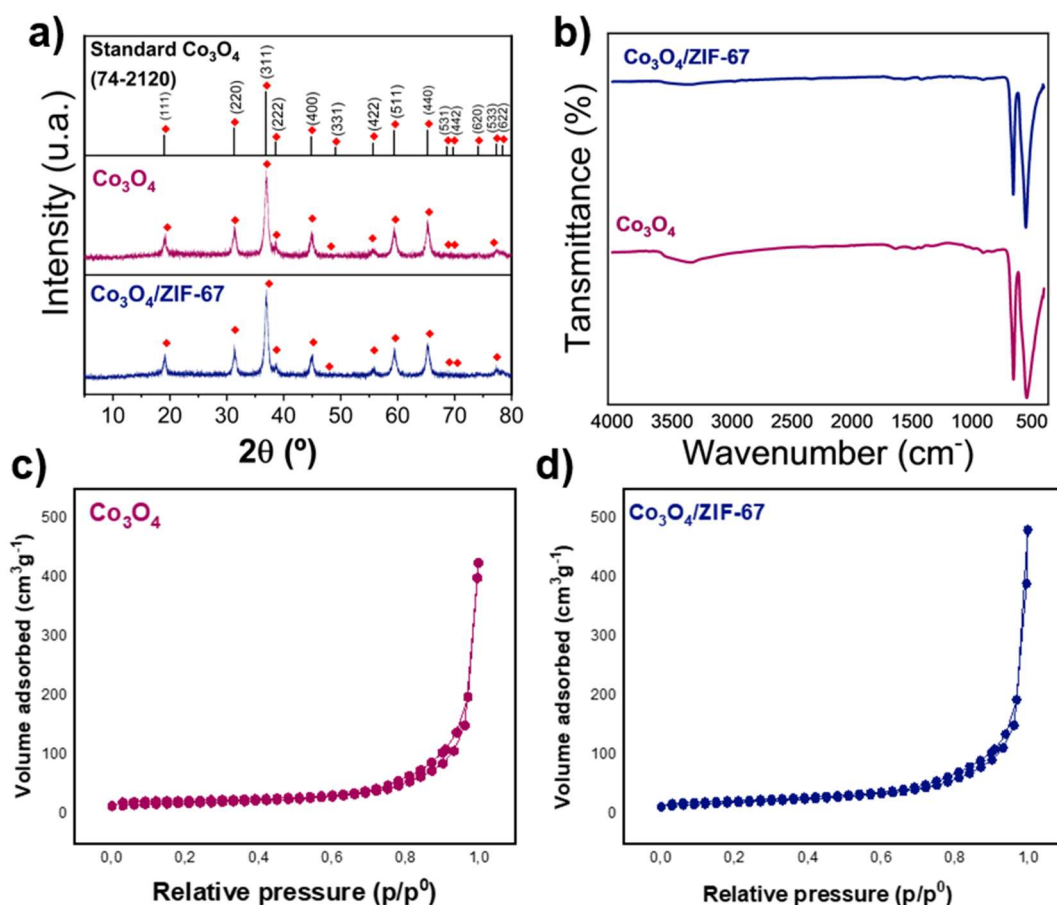 a)
Standard Co₃O₄
(74-2120)
(111)
(220)
(311)
(222)
(400)
(331)
(422)
(511)
(440)
(531)
(442)
(620)
(533)
(622)
Co₃O₄
Co₃O₄/ZIF-67
Intensity (u.a.)
10 20 30 40 50 60 70 80
2θ (º)
b)
Co₃O₄/ZIF-67
Co₃O₄
Tansmittance (%)
4000 3500 3000 2500 2000 1500 1000 500
Wavenumber (cm⁻)
c)
Co₃O₄
Volume adsorbed (cm³g⁻¹)
500
400
300
200
100
0
0,0 0,2 0,4 0,6 0,8 1,0
Relative pressure (p/p⁰)
d)
Co₃O₄/ZIF-67
Volume adsorbed (cm³g⁻¹)
500
400
300
200
100
0
0,0 0,2 0,4 0,6 0,8 1,0
Relative pressure (p/p⁰)